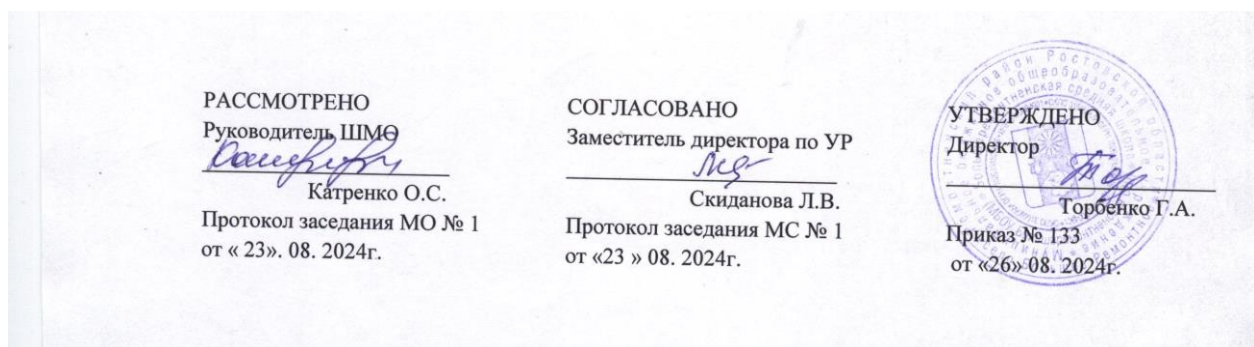 РАССМОТРЕНО
Руководитель ШМО
Катренко О.С.
Протокол заседания МО № 1
от « 23». 08. 2024г.
СОГЛАСОВАНО
Заместитель директора по УР
Скиданова Л.В.
Протокол заседания МС № 1
от «23 » 08. 2024г.
УТВЕРЖДЕНО
Директор
Торбенко Г.А.
Приказ № 133
от «26» 08. 2024г.